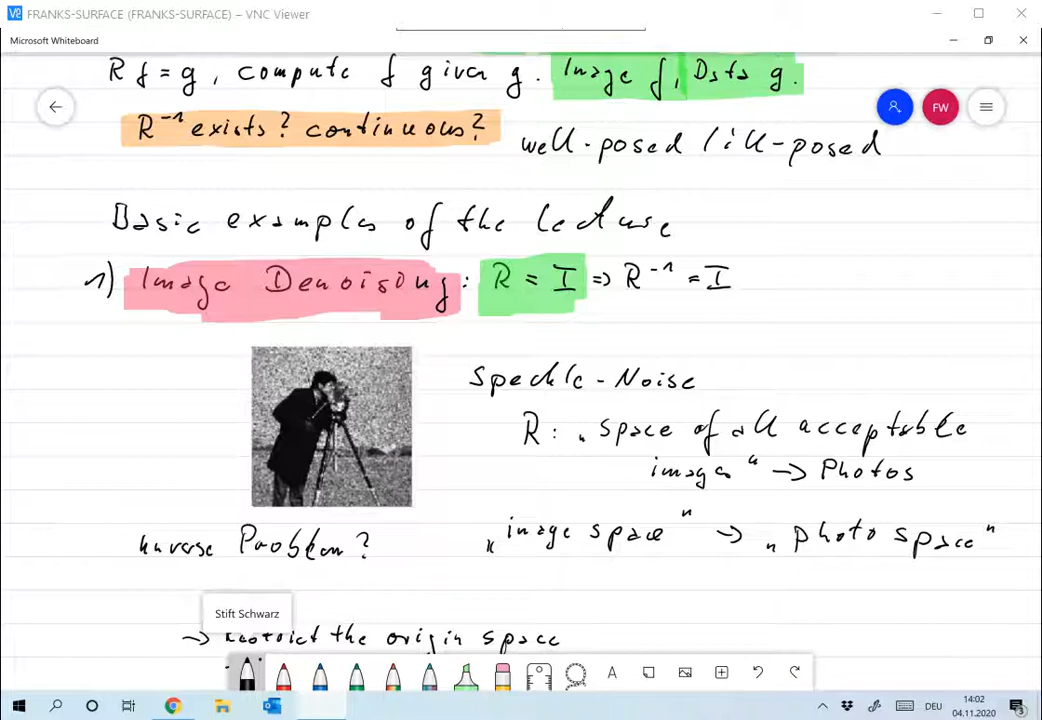 FRANKS-SURFACE (FRANKS-SURFACE) – VNC Viewer
Microsoft Whiteboard
R f = g , compute f given g . Image f, Data g.
R⁻¹ exists? continuous?
well-posed / ill-posed
FW
Basic examples of the lecture
1) Image Denoising : R = I => R⁻¹ = I
Speckle-Noise
R: „space of all acceptable
images“ → Photos
Inverse Problem?
„image space“ → „photo space“
Stift Schwarz
→ Restrict the origin space
DEU
14:02
04.11.2020